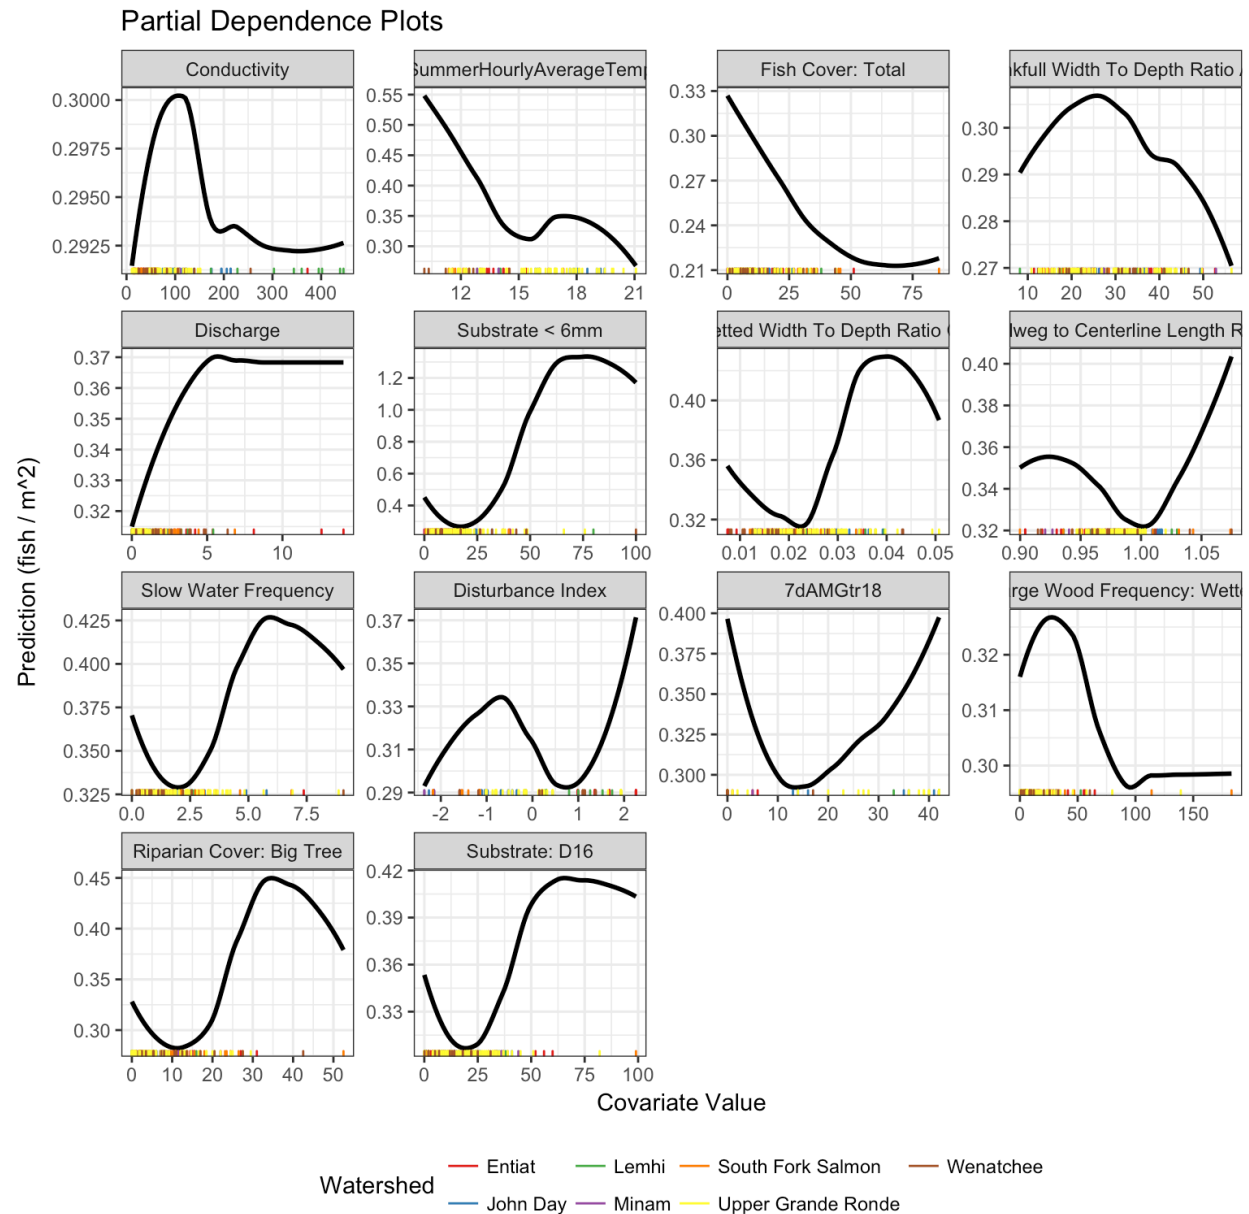 Partial Dependence Plots
Conductivity
SummerHourlyAverageTemp
Fish Cover: Total
nkfull Width To Depth Ratio
0.3000
0.2975
0.2950
0.2925
0 100 200 300 400
0.55
0.50
0.45
0.40
0.35
0.30
12 15 18 21
0.33
0.30
0.27
0.24
0.21
0 25 50 75
0.30
0.29
0.28
0.27
10 20 30 40 50
Discharge
Substrate < 6mm
etted Width To Depth Ratio
lweg to Centerline Length R
0.37
0.36
0.35
0.34
0.33
0.32
0 5 10
1.2
1.0
0.8
0.6
0.4
0 25 50 75 100
0.40
0.36
0.32
0.01 0.02 0.03 0.04 0.05
0.40
0.38
0.36
0.34
0.32
0.90 0.95 1.00 1.05
Slow Water Frequency
Disturbance Index
7dAMGtr18
rge Wood Frequency: Wett
0.425
0.400
0.375
0.350
0.325
0.0 2.5 5.0 7.5
0.37
0.35
0.33
0.31
0.29
-2 -1 0 1 2
0.400
0.375
0.350
0.325
0.300
0 10 20 30 40
0.32
0.31
0.30
0 50 100 150
Riparian Cover: Big Tree
Substrate: D16
0.45
0.40
0.35
0.30
0 10 20 30 40 50
0.42
0.39
0.36
0.33
0 25 50 75 100
Prediction (fish / m^2)
Covariate Value
Watershed
Entiat
Lemhi
South Fork Salmon
Wenatchee
John Day
Minam
Upper Grande Ronde